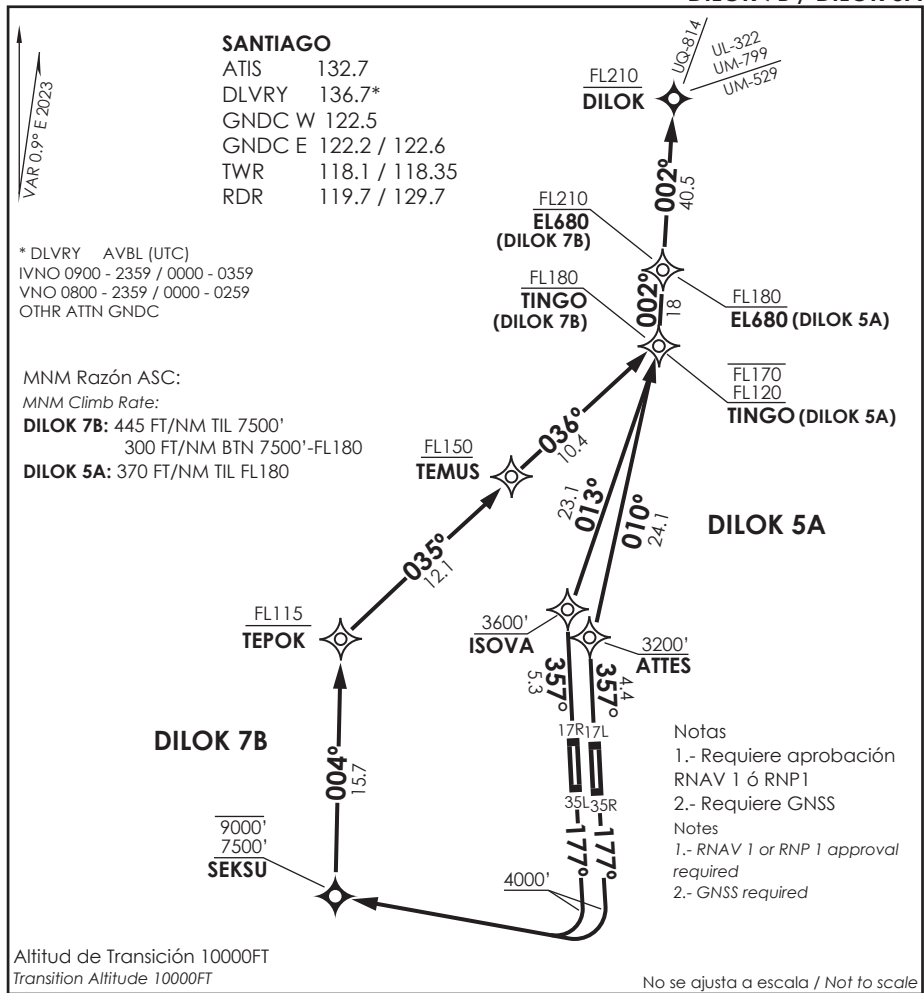 SANTIAGO
ATIS 132.7
DLVRY 136.7*
GNDC W 122.5
GNDC E 122.2 / 122.6
TWR 118.1 / 118.35
RDR 119.7 / 129.7
VAR 0.9° E 2023
* DLVRY AVBL (UTC)
IVNO 0900 - 2359 / 0000 - 0359
VNO 0800 - 2359 / 0000 - 0259
OTHR ATTN GNDC
MNM Razón ASC:
MNM Climb Rate:
DILOK 7B: 445 FT/NM TIL 7500'
300 FT/NM BTN 7500'-FL180
DILOK 5A: 370 FT/NM TIL FL180
UQ-814
UL-322
UM-799
UM-529
FL210
DILOK
002°
40.5
FL210
EL680
(DILOK 7B)
FL180
EL680 (DILOK 5A)
002°
18
FL180
TINGO
(DILOK 7B)
FL170
FL120
TINGO (DILOK 5A)
036°
10.4
FL150
TEMUS
035°
12.1
FL115
TEPOK
23.1
013°
010°
24.1
DILOK 5A
3600'
ISOVA
3200'
ATTES
357°
5.3
357°
4.4
17R 17L
35L 35R
177°
177°
4000'
DILOK 7B
004°
15.7
9000'
7500'
SEKSU
Notas
1.- Requiere aprobación
RNAV 1 ó RNP1
2.- Requiere GNSS
Notes
1.- RNAV 1 or RNP 1 approval
required
2.- GNSS required
Altitud de Transición 10000FT
Transition Altitude 10000FT
No se ajusta a escala / Not to scale